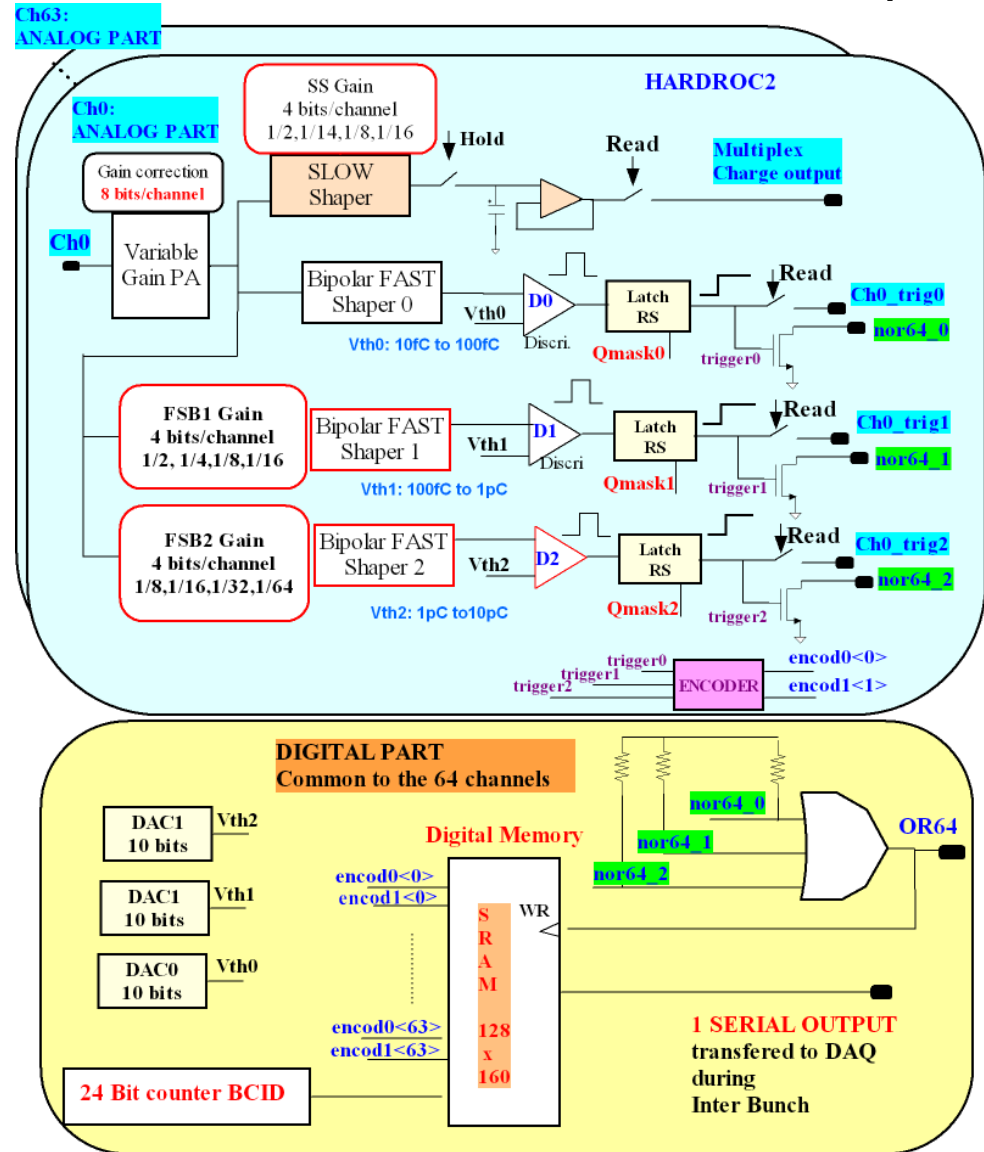 Ch63:
ANALOG PART
HARDROC2
SS Gain
4 bits/channel
1/2,1/14,1/8,1/16
Ch0:
ANALOG PART
Gain correction
8 bits/channel
SLOW
Shaper
Hold
Read
Multiplex
Charge output
Ch0
Variable
Gain PA
Bipolar FAST
Shaper 0
Vth0
D0
Discri.
Latch
RS
Read
Ch0_trig0
nor64_0
Vth0: 10fC to 100fC
Qmask0
trigger0
FSB1 Gain
4 bits/channel
1/2, 1/4,1/8,1/16
Bipolar FAST
Shaper 1
Vth1
D1
Discri
Latch
RS
Read
Ch0_trig1
nor64_1
Vth1: 100fC to 1pC
Qmask1
trigger1
FSB2 Gain
4 bits/channel
1/8,1/16,1/32,1/64
Bipolar FAST
Shaper 2
Vth2
D2
Latch
RS
Read
Ch0_trig2
nor64_2
Vth2: 1pC to10pC
Qmask2
trigger2
trigger0
trigger1
trigger2
ENCODER
encod0<0>
encod1<1>
DIGITAL PART
Common to the 64 channels
DAC1
10 bits
Vth2
DAC1
10 bits
Vth1
DAC0
10 bits
Vth0
Digital Memory
nor64_0
nor64_1
nor64_2
OR64
encod0<0>
encod1<0>
encod0<63>
encod1<63>
S
R
A
M
128
x
160
WR
24 Bit counter BCID
1 SERIAL OUTPUT
transfered to DAQ
during
Inter Bunch